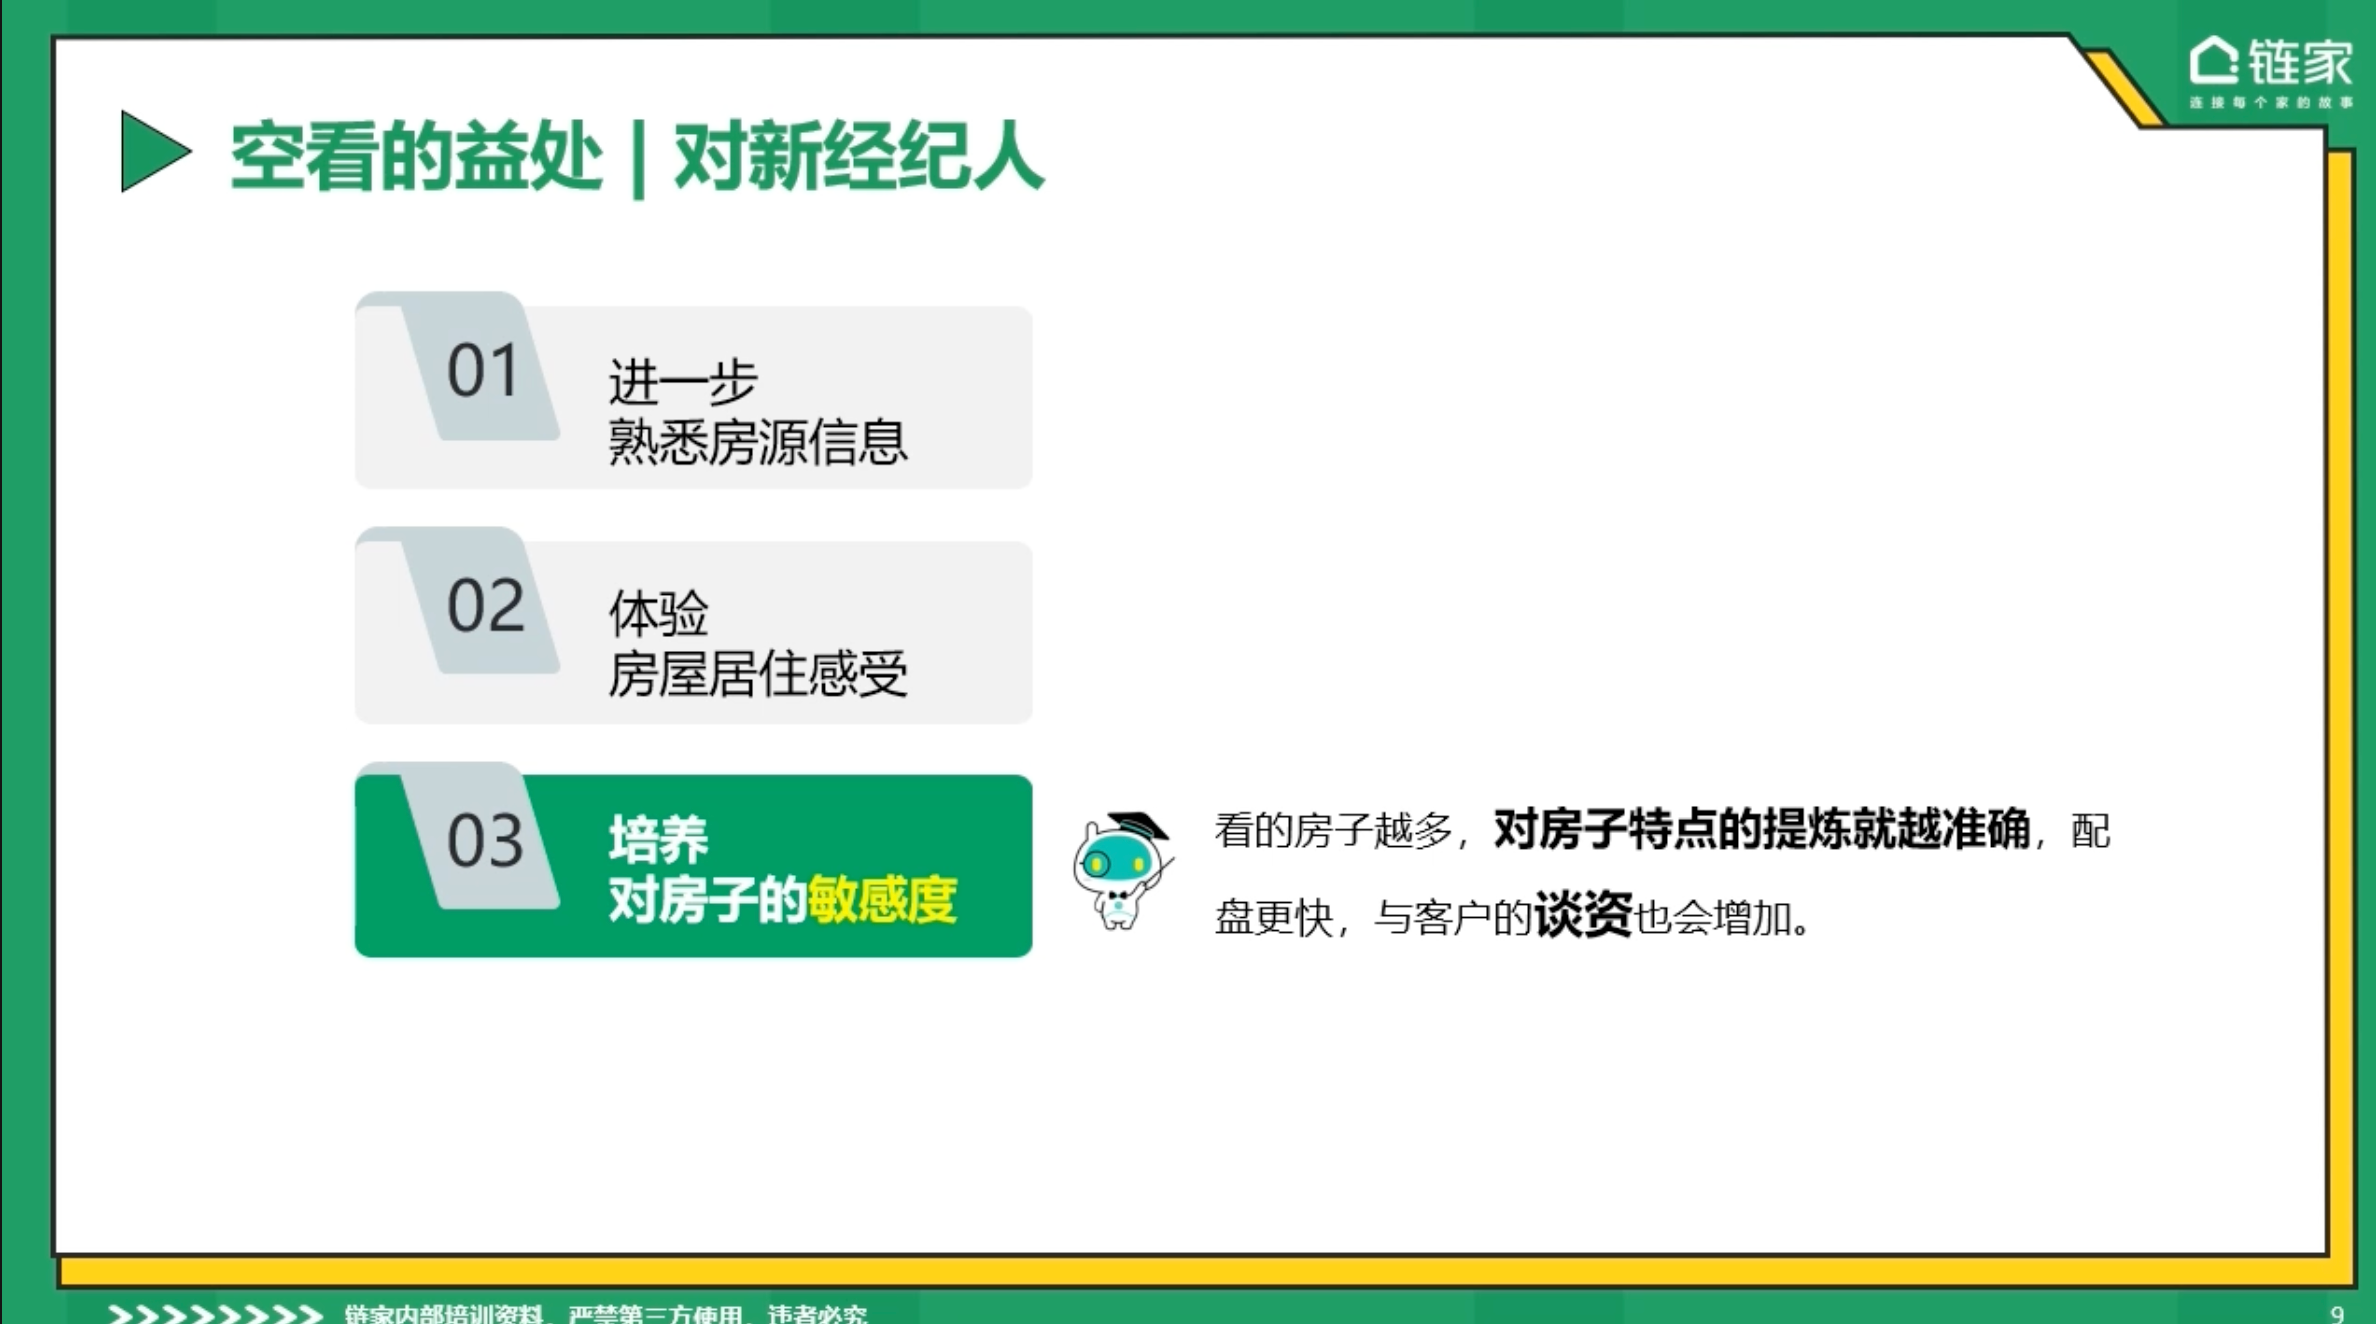 链家
连接每个家的故事
空看的益处｜对新经纪人
01
进一步
熟悉房源信息
02
体验
房屋居住感受
03
培养
对房子的敏感度
看的房子越多，对房子特点的提炼就越准确，配
盘更快，与客户的谈资也会增加。
链家内部培训资料，严禁第三方使用，违者必究
9